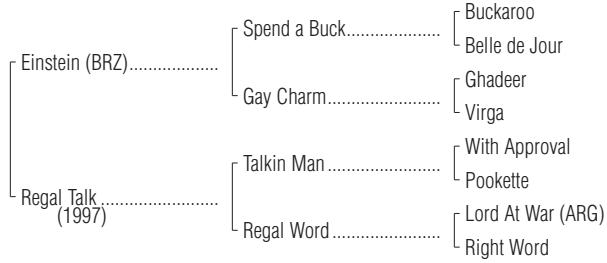 Buckaroo
Spend a Buck.....................
Belle de Jour
Einstein (BRZ)....................
Ghadeer
Gay Charm.........................
Virga
With Approval
Talkin Man.........................
Pookette
Regal Talk..........................
(1997)
Lord At War (ARG)
Regal Word........................
Right Word